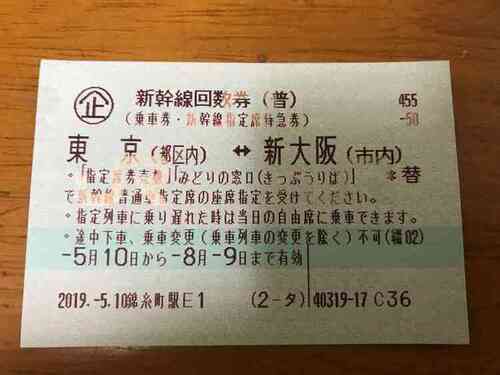 企 新幹線回数券(普) 455
(乗車券・新幹線指定席特急券) -50
東 京(都区内) ↔ 新大阪(市内)
*「指定席券売機」「みどりの窓口(きっぷうりば)」 替
で新幹線普通車指定席の座席指定を受けてください。
*指定列車に乗り遅れた時は当日の自由席に乗車できます。
*途中下車、乗車変更(乗車列車の変更を除く)不可(繻02)
-5月10日から-8月-9日まで有効
2019.-5.10錦糸町駅E1 (2-タ) 40319-17 C36